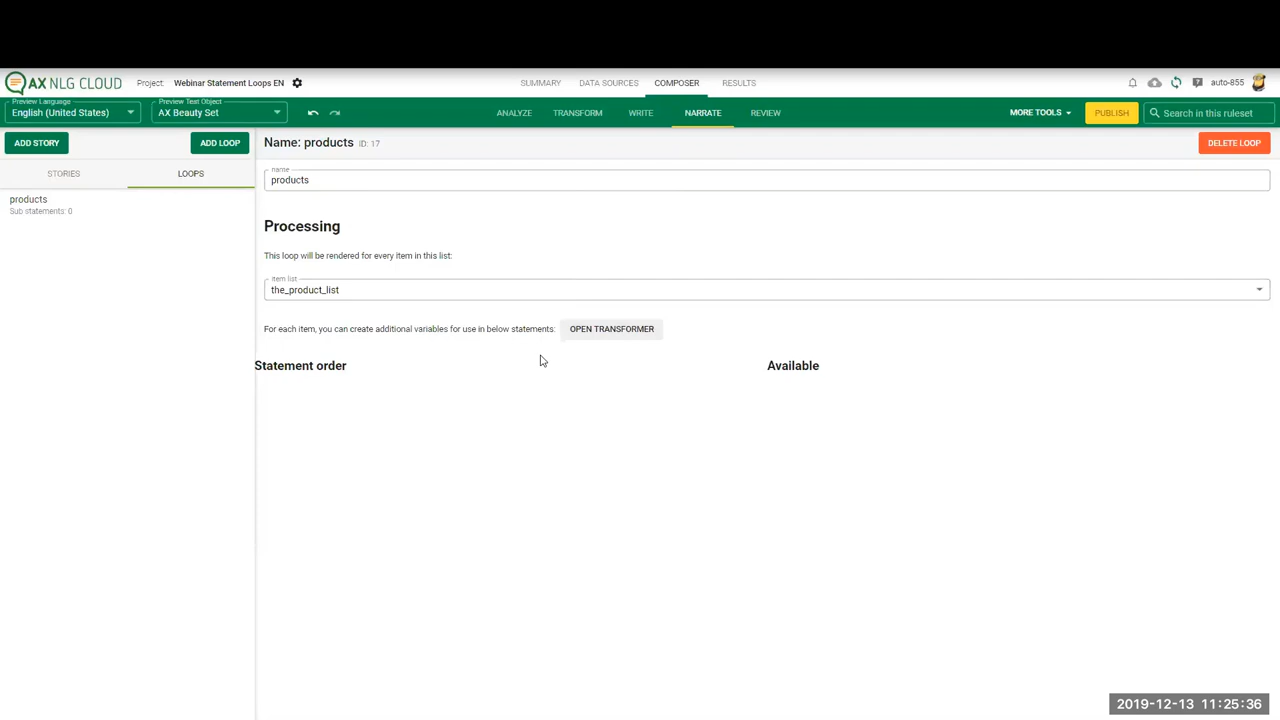 AX NLG CLOUD Project: Webinar Statement Loops EN SUMMARY DATA SOURCES COMPOSER RESULTS auto-855
Preview Language Preview Test Object
English (United States) AX Beauty Set ANALYZE TRANSFORM WRITE NARRATE REVIEW MORE TOOLS PUBLISH Search in this ruleset
ADD STORY ADD LOOP Name: products ID: 17 DELETE LOOP
STORIES LOOPS
name
products
products
Sub statements: 0
Processing
This loop will be rendered for every item in this list:
item list
the_product_list
For each item, you can create additional variables for use in below statements: OPEN TRANSFORMER
Statement order Available
2019-12-13 11:25:36